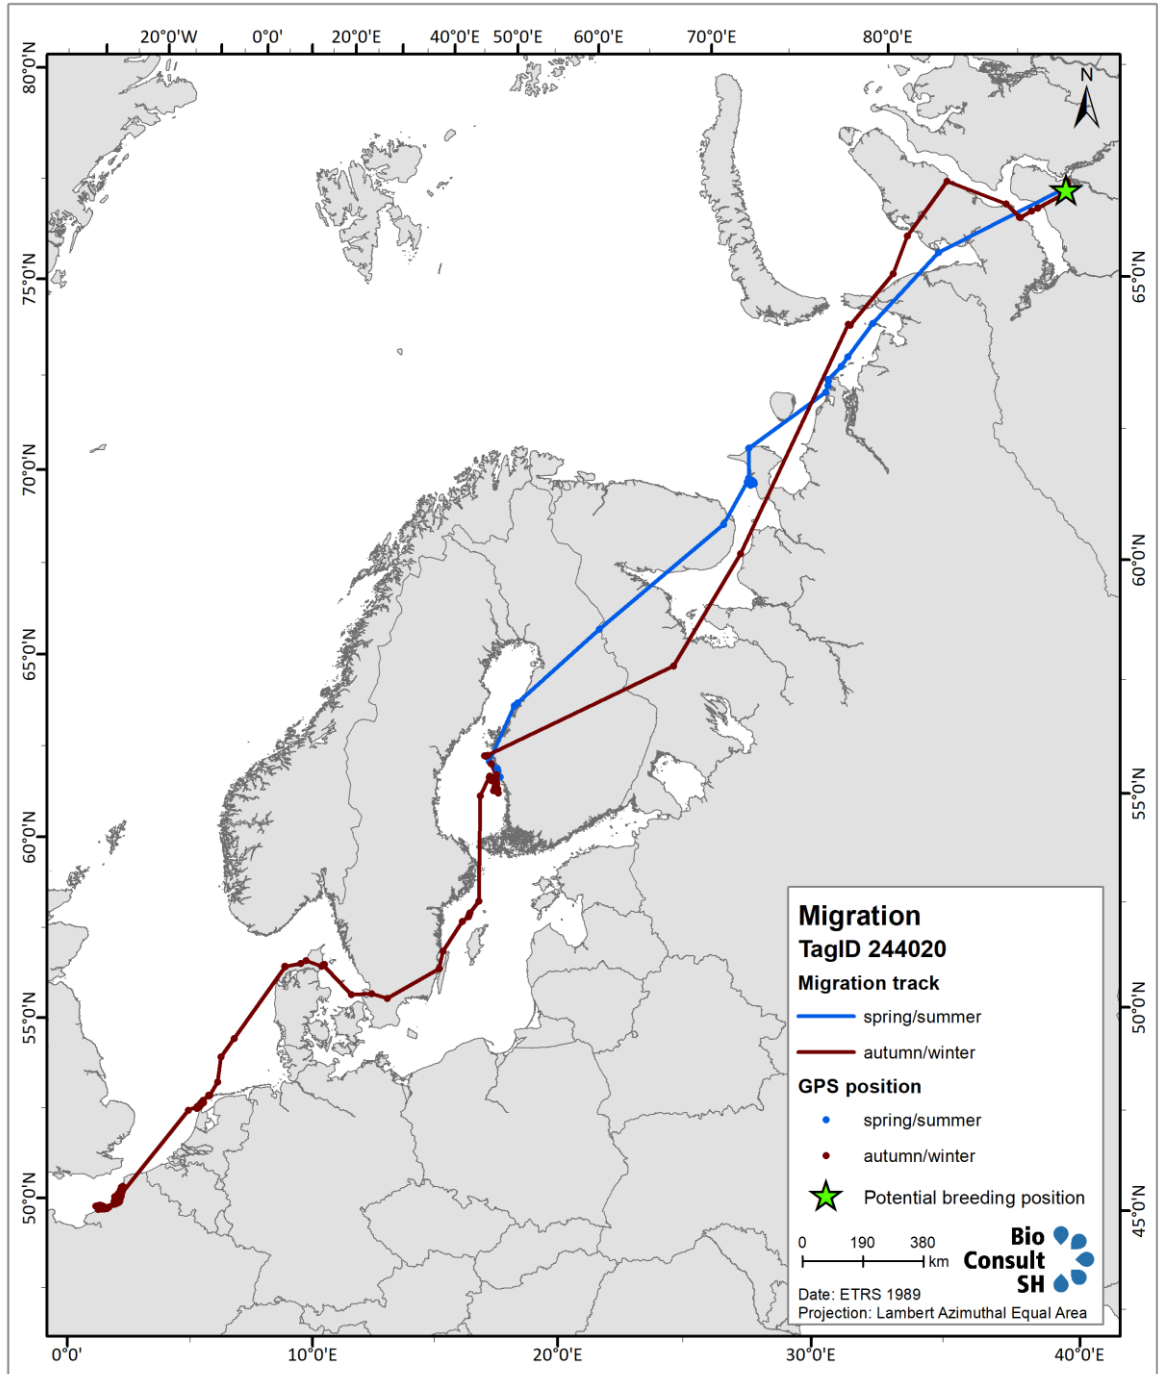 20°0'W 0°0' 20°0'E 40°0'E 50°0'E 60°0'E 70°0'E 80°0'E
80°0'N
N
75°0'N
65°0'N
70°0'N
60°0'N
65°0'N
55°0'N
60°0'N
55°0'N
50°0'N
50°0'N
45°0'N
Migration
TagID 244020
Migration track
spring/summer
autumn/winter
GPS position
spring/summer
autumn/winter
Potential breeding position
0 190 380
km
Bio
Consult
SH
Date: ETRS 1989
Projection: Lambert Azimuthal Equal Area
0°0' 10°0'E 20°0'E 30°0'E 40°0'E